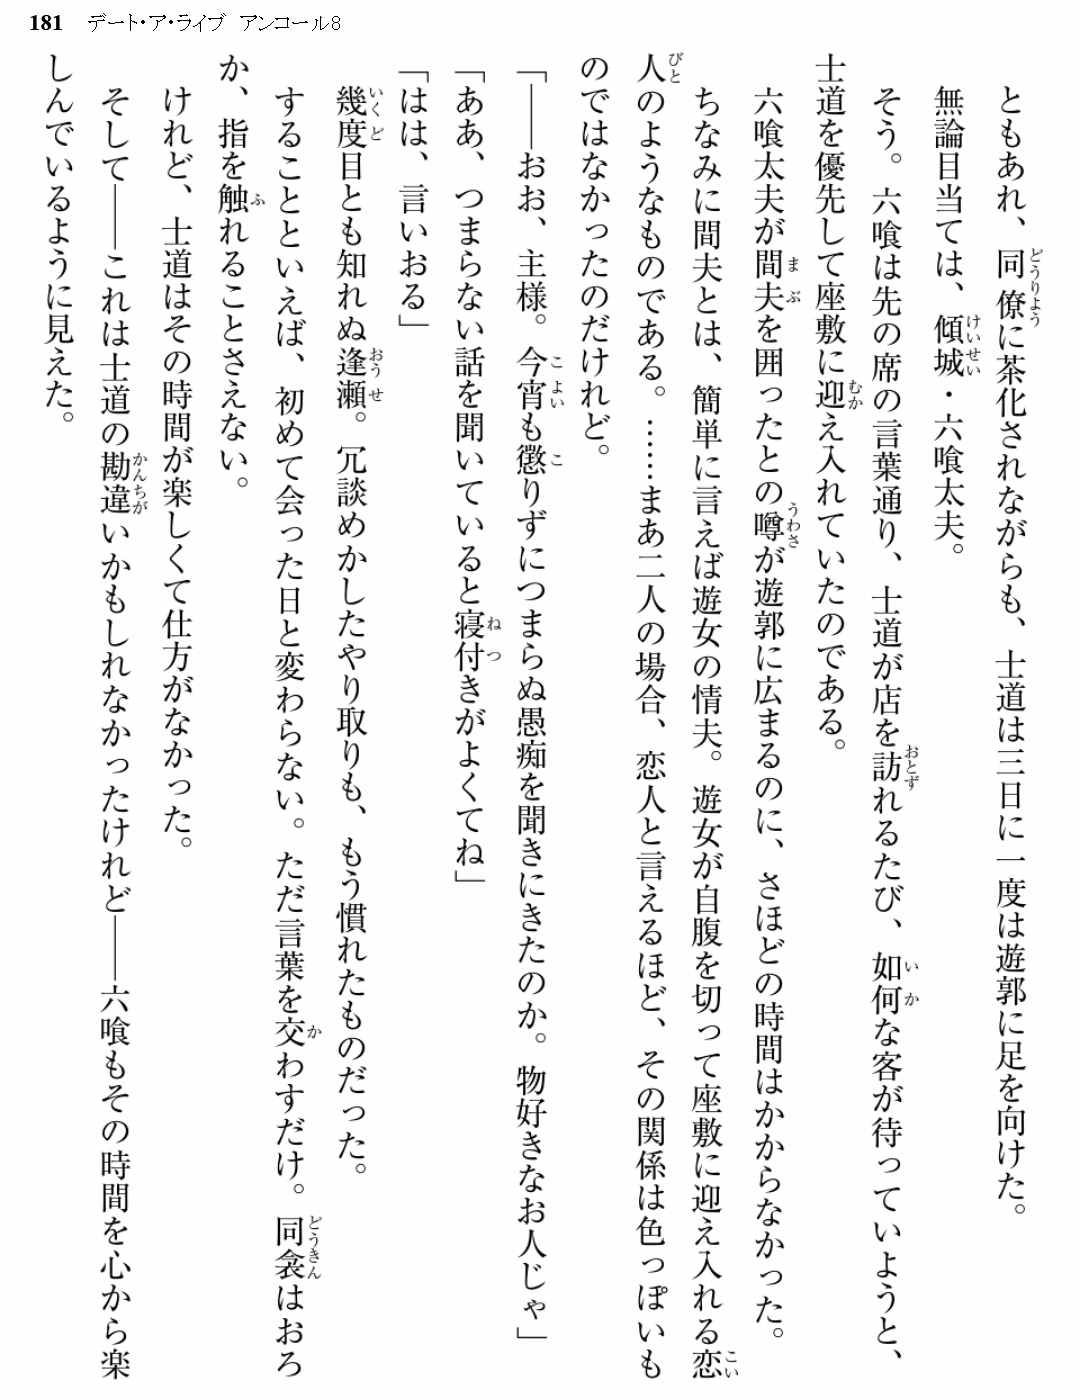 181 デート・ア・ライブ アンコール8
ともあれ、同僚に茶化されながらも、士道は三日に一度は遊郭に足を向けた。
無論目当ては、傾城・六喰太夫。
そう。六喰は先の席の言葉通り、士道が店を訪れるたび、如何な客が待っていようと、
士道を優先して座敷に迎え入れていたのである。
六喰太夫が間夫を囲ったとの噂が遊郭に広まるのに、さほどの時間はかからなかった。
ちなみに間夫とは、簡単に言えば遊女の情夫。遊女が自腹を切って座敷に迎え入れる恋
人のようなものである。……まあ二人の場合、恋人と言えるほど、その関係は色っぽいも
のではなかったのだけれど。
「――おお、主様。今宵も懲りずにつまらぬ愚痴を聞きにきたのか。物好きなお人じゃ」
「ああ、つまらない話を聞いていると寝付きがよくてね」
「はは、言いおる」
幾度目とも知れぬ逢瀬。冗談めかしたやり取りも、もう慣れたものだった。
することといえば、初めて会った日と変わらない。ただ言葉を交わすだけ。同衾はおろ
か、指を触れることさえない。
けれど、士道はその時間が楽しくて仕方がなかった。
そして――これは士道の勘違いかもしれなかったけれど――六喰もその時間を心から楽
しんでいるように見えた。